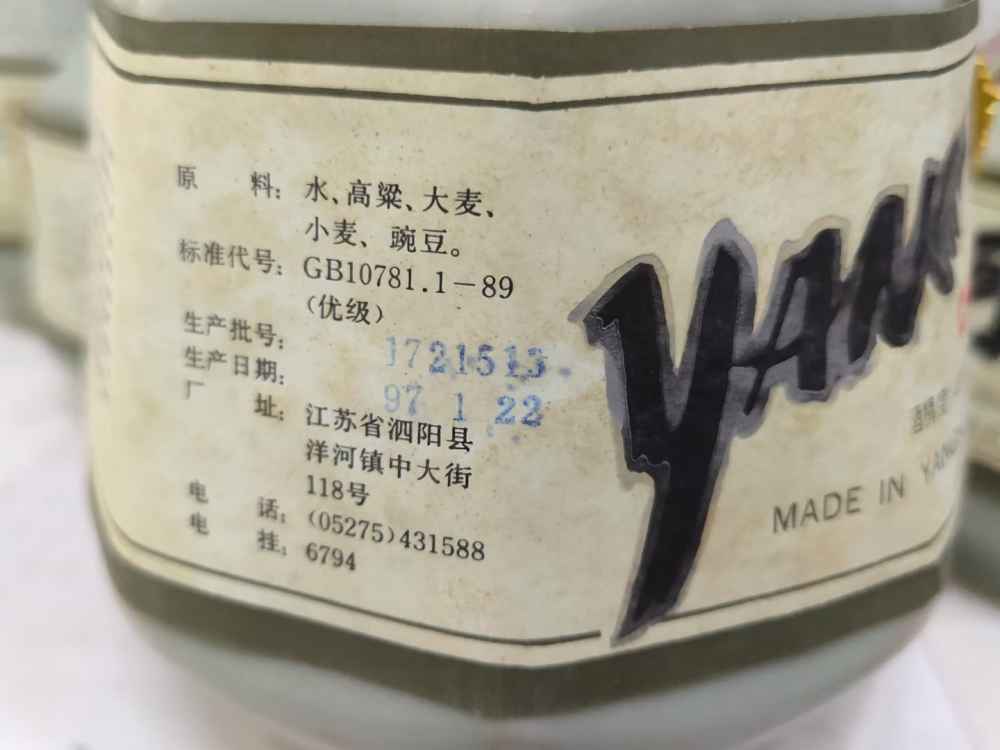 原 料：水、高粱、大麦、
小麦、豌豆。
标准代号：GB10781.1－89
(优级)
生产批号：1721513
生产日期：97 1 22
厂 址：江苏省泗阳县
洋河镇中大街
118号
电 话：(05275)431588
电 挂：6794
酒精度
MADE IN